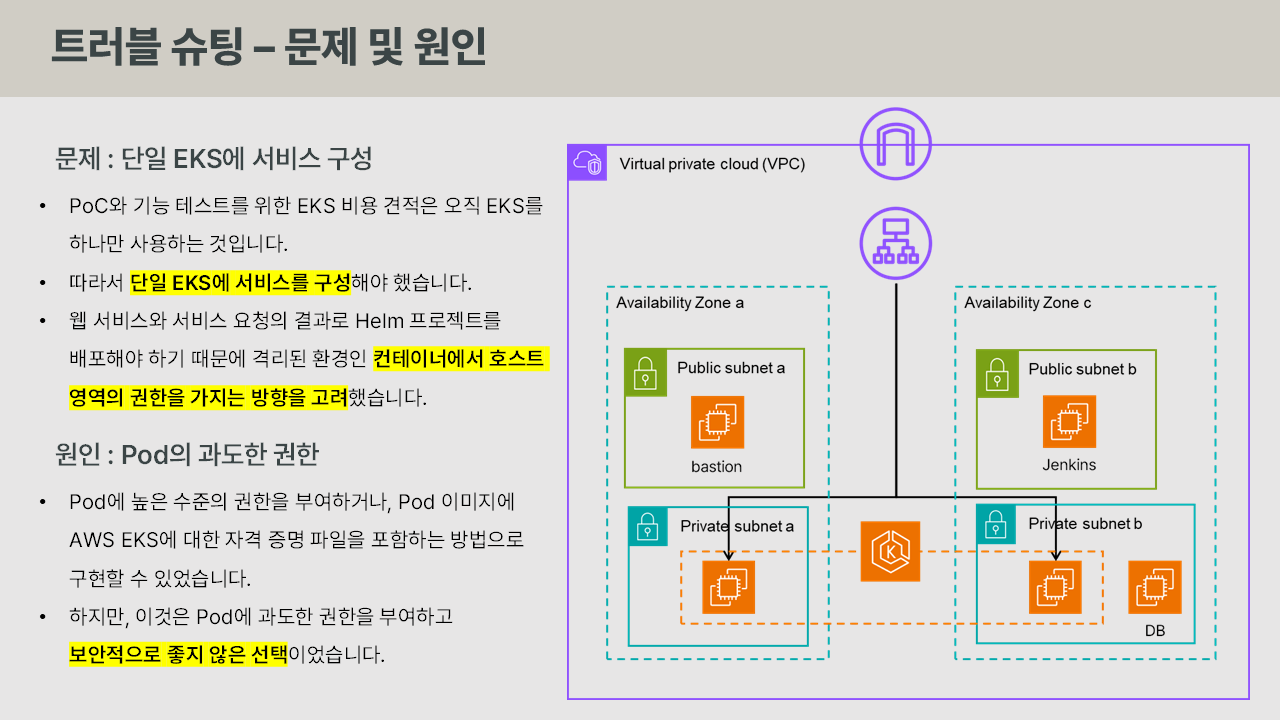 트러블 슈팅 – 문제 및 원인
문제 : 단일 EKS에 서비스 구성
• PoC와 기능 테스트를 위한 EKS 비용 견적은 오직 EKS를
하나만 사용하는 것입니다.
• 따라서 단일 EKS에 서비스를 구성해야 했습니다.
• 웹 서비스와 서비스 요청의 결과로 Helm 프로젝트를
배포해야 하기 때문에 격리된 환경인 컨테이너에서 호스트
영역의 권한을 가지는 방향을 고려했습니다.
원인 : Pod의 과도한 권한
• Pod에 높은 수준의 권한을 부여하거나, Pod 이미지에
AWS EKS에 대한 자격 증명 파일을 포함하는 방법으로
구현할 수 있었습니다.
• 하지만, 이것은 Pod에 과도한 권한을 부여하고
보안적으로 좋지 않은 선택이었습니다.
Virtual private cloud (VPC)
Availability Zone a
Availability Zone c
Public subnet a
Public subnet b
bastion
Jenkins
Private subnet a
Private subnet b
K
DB